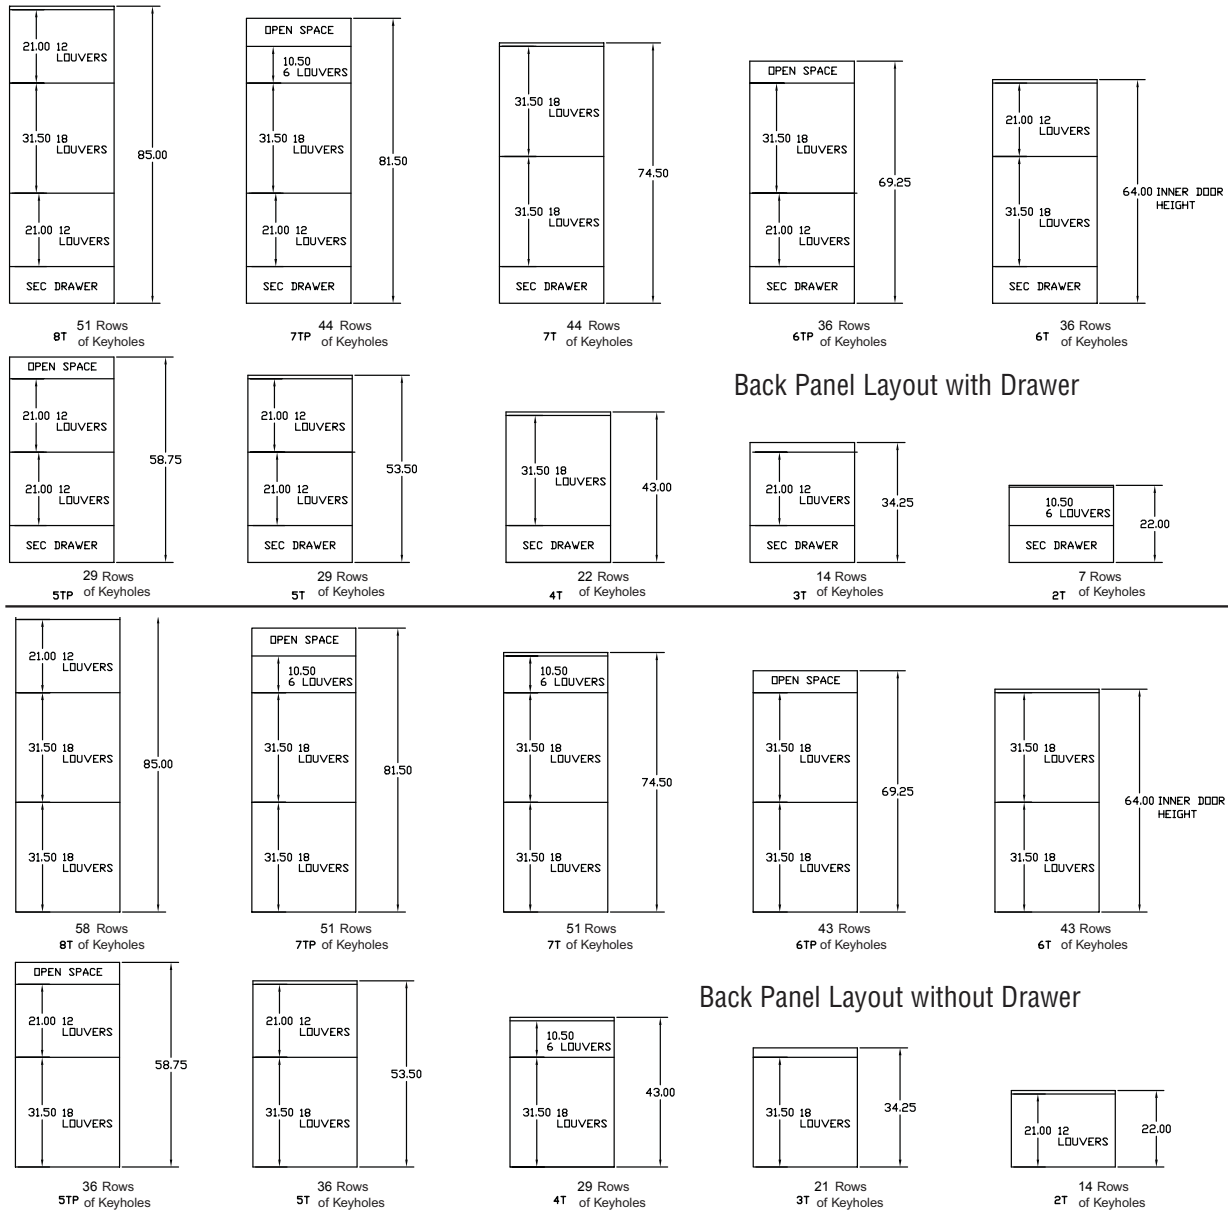 21.00 12
LOUVERS
31.50 18
LOUVERS
21.00 12
LOUVERS
SEC DRAWER
85.00
51 Rows
8T of Keyholes
OPEN SPACE
10.50
6 LOUVERS
31.50 18
LOUVERS
21.00 12
LOUVERS
SEC DRAWER
81.50
44 Rows
7TP of Keyholes
31.50 18
LOUVERS
31.50 18
LOUVERS
SEC DRAWER
74.50
44 Rows
7T of Keyholes
OPEN SPACE
31.50 18
LOUVERS
21.00 12
LOUVERS
SEC DRAWER
69.25
36 Rows
6TP of Keyholes
21.00 12
LOUVERS
31.50 18
LOUVERS
SEC DRAWER
64.00 INNER DOOR
HEIGHT
36 Rows
6T of Keyholes
Back Panel Layout with Drawer
OPEN SPACE
21.00 12
LOUVERS
21.00 12
LOUVERS
SEC DRAWER
58.75
29 Rows
5TP of Keyholes
21.00 12
LOUVERS
21.00 12
LOUVERS
SEC DRAWER
53.50
29 Rows
5T of Keyholes
31.50 18
LOUVERS
SEC DRAWER
43.00
22 Rows
4T of Keyholes
21.00 12
LOUVERS
SEC DRAWER
34.25
14 Rows
3T of Keyholes
10.50
6 LOUVERS
SEC DRAWER
22.00
7 Rows
2T of Keyholes
21.00 12
LOUVERS
31.50 18
LOUVERS
31.50 18
LOUVERS
85.00
58 Rows
8T of Keyholes
OPEN SPACE
10.50
6 LOUVERS
31.50 18
LOUVERS
31.50 18
LOUVERS
81.50
51 Rows
7TP of Keyholes
10.50
6 LOUVERS
31.50 18
LOUVERS
31.50 18
LOUVERS
74.50
51 Rows
7T of Keyholes
OPEN SPACE
31.50 18
LOUVERS
31.50 18
LOUVERS
69.25
43 Rows
6TP of Keyholes
31.50 18
LOUVERS
31.50 18
LOUVERS
64.00 INNER DOOR
HEIGHT
43 Rows
6T of Keyholes
Back Panel Layout without Drawer
OPEN SPACE
21.00 12
LOUVERS
31.50 18
LOUVERS
58.75
36 Rows
5TP of Keyholes
21.00 12
LOUVERS
31.50 18
LOUVERS
53.50
36 Rows
5T of Keyholes
10.50
6 LOUVERS
31.50 18
LOUVERS
43.00
29 Rows
4T of Keyholes
31.50 18
LOUVERS
34.25
21 Rows
3T of Keyholes
21.00 12
LOUVERS
22.00
14 Rows
2T of Keyholes